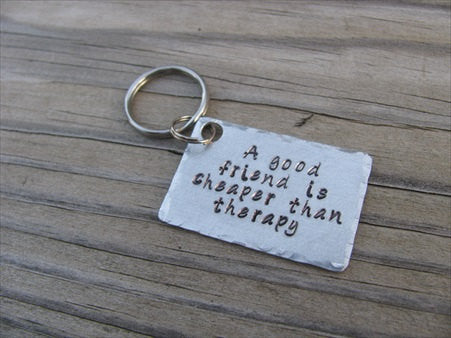 A good
friend is
cheaper than
therapy